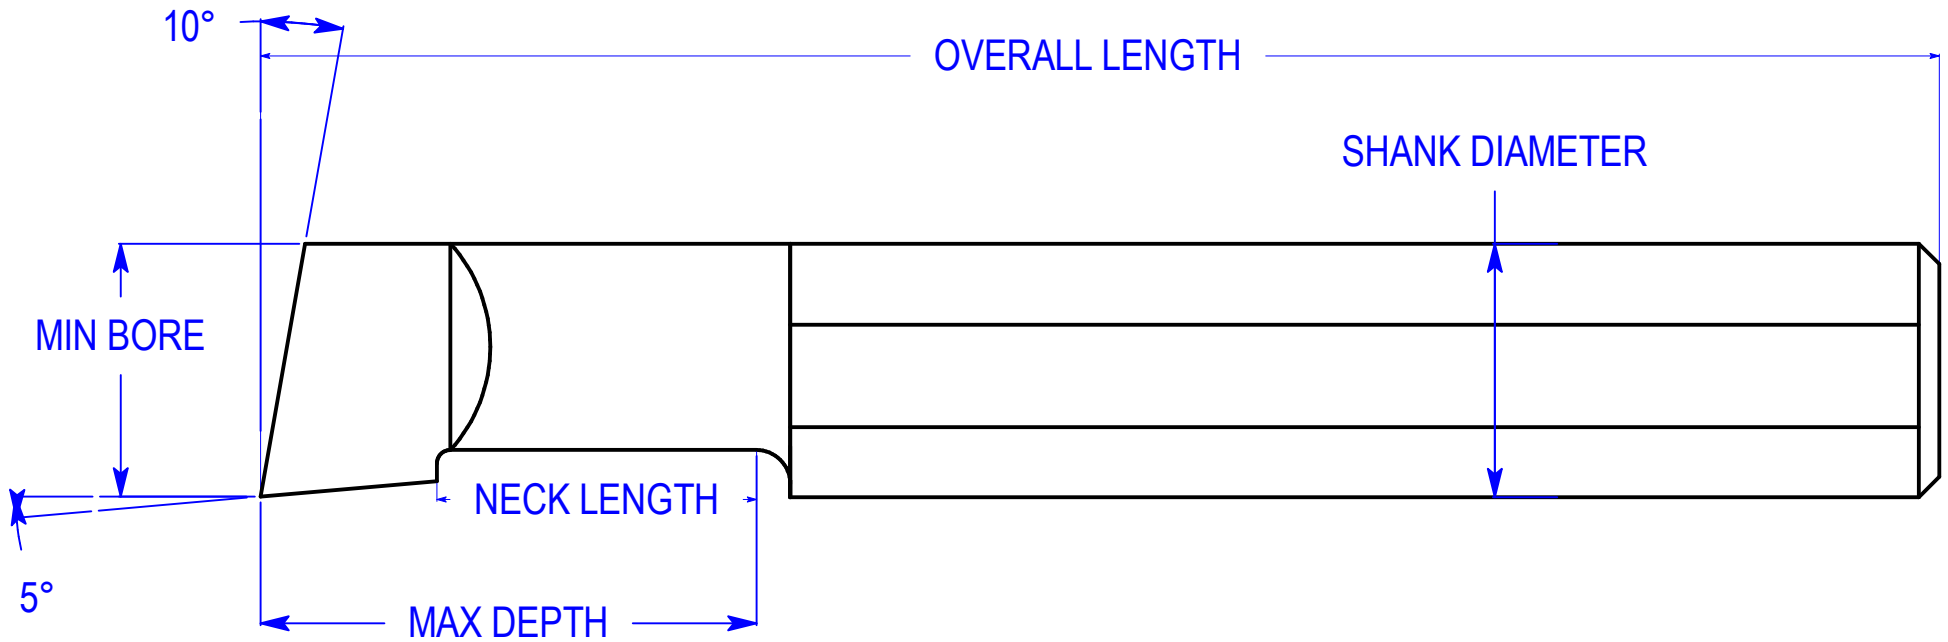 10°
OVERALL LENGTH
SHANK DIAMETER
MIN BORE
NECK LENGTH
5°
MAX DEPTH